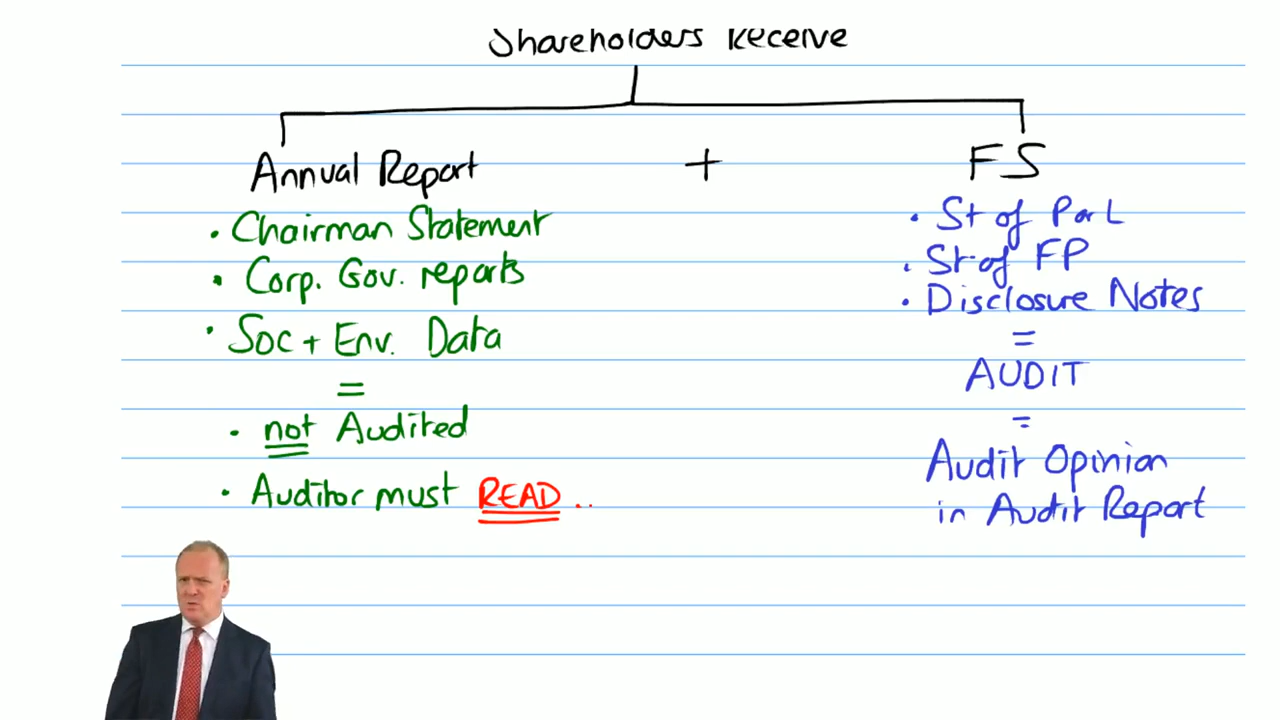 Shareholders Receive
Annual Report + FS
• Chairman Statement
• Corp. Gov. reports
• Soc + Env. Data
=
• not Audited
• Auditor must READ ..
• St of P or L
• St of FP
• Disclosure Notes
=
AUDIT
=
Audit Opinion
in Audit Report